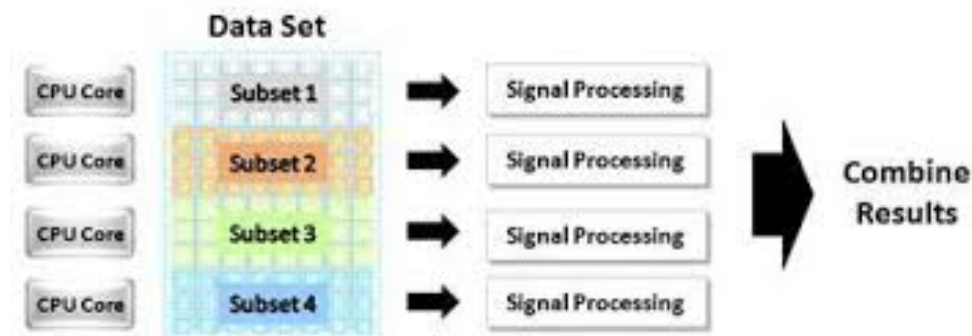 Data Set
CPU Core
Subset 1
Signal Processing
CPU Core
Subset 2
Signal Processing
CPU Core
Subset 3
Signal Processing
CPU Core
Subset 4
Signal Processing
Combine
Results